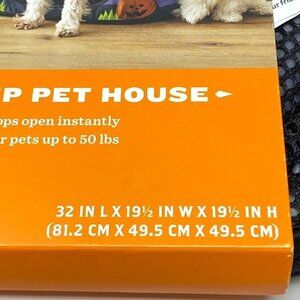 P PET HOUSE
ops open instantly
r pets up to 50 lbs
32 IN L X 19½ IN W X 19½ IN H
(81.2 CM X 49.5 CM X 49.5 CM)